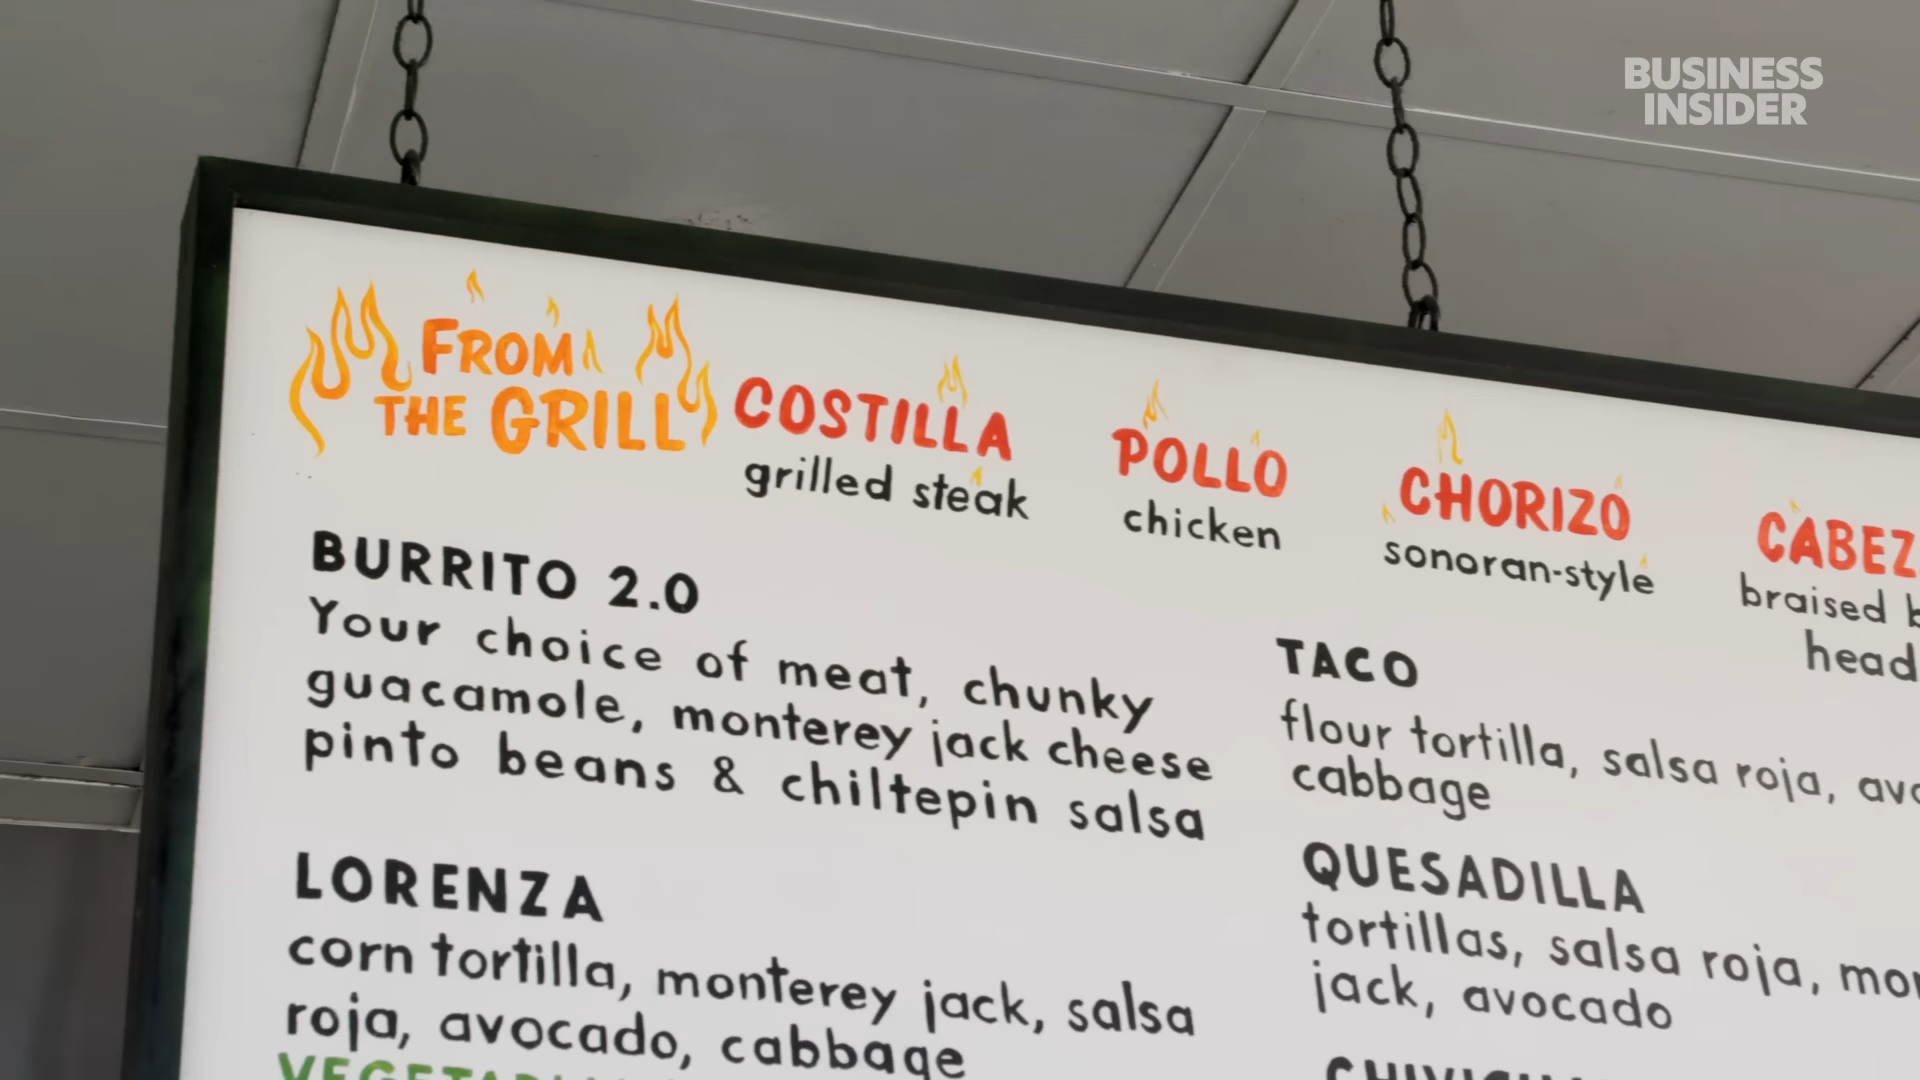 BUSINESS
INSIDER
FROM
THE GRILL
COSTILLA
grilled steak
POLLO
chicken
CHORIZO
sonoran-style
braised
head
BURRITO 2.0
Your choice of meat, chunky
guacamole, monterey jack cheese
pinto beans & chiltepin salsa
LORENZA
corn tortilla, monterey jack, salsa
roja, avocado, cabbage
TACO
flour tortilla, salsa roja,
cabbage
QUESADILLA
tortillas, salsa roja,
jack, avocado